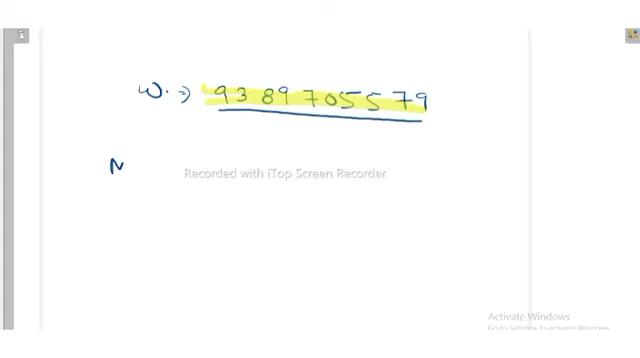 W. => 9389705579
N
Recorded with iTop Screen Recorder
Activate Windows
Go to Settings to activate Windows.